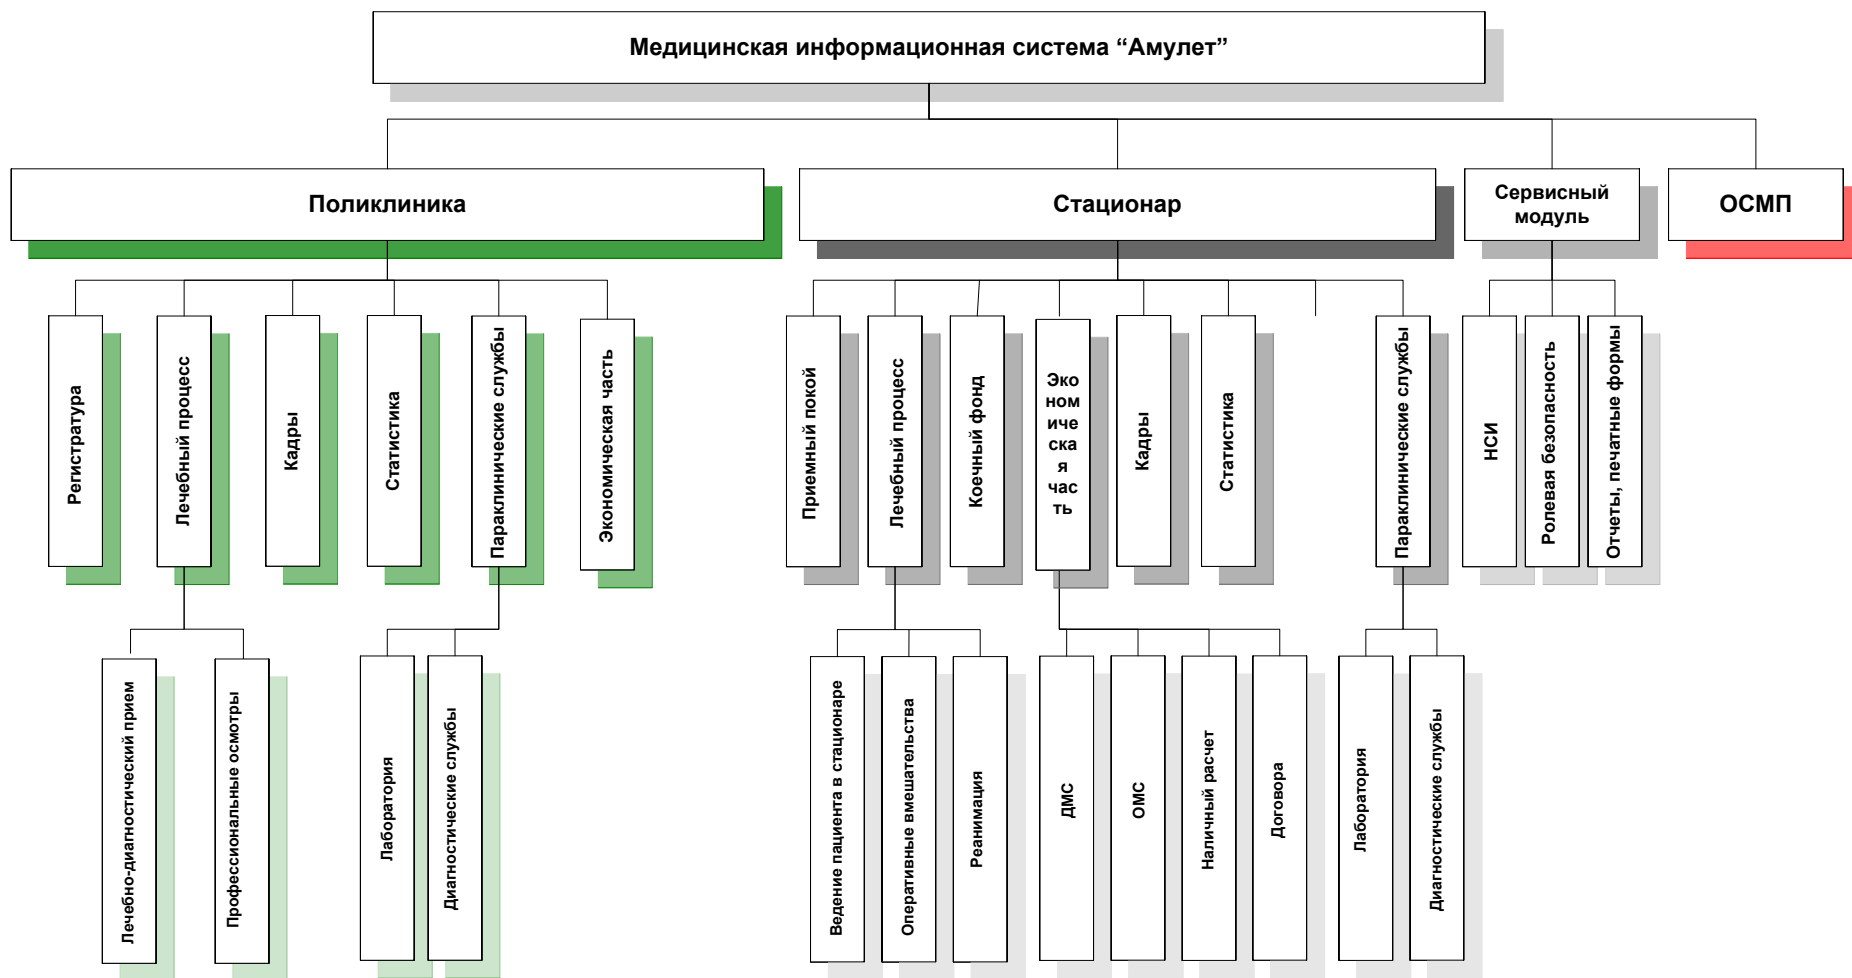 Медицинская информационная система “Амулет”
Поликлиника
Стационар
Сервисный
модуль
ОСМП
Регистратура
Лечебный процесс
Кадры
Статистика
Параклинические службы
Экономическая часть
Приемный покой
Лечебный процесс
Коечный фонд
Эко
ном
иче
ска
я
час
ть
Кадры
Статистика
Параклинические службы
НСИ
Ролевая безопасность
Отчеты, печатные формы
Лечебно-диагностический прием
Профессиональные осмотры
Лаборатория
Диагностические службы
Ведение пациента в стационаре
Оперативные вмешательства
Реанимация
ДМС
ОМС
Наличный расчет
Договора
Лаборатория
Диагностические службы